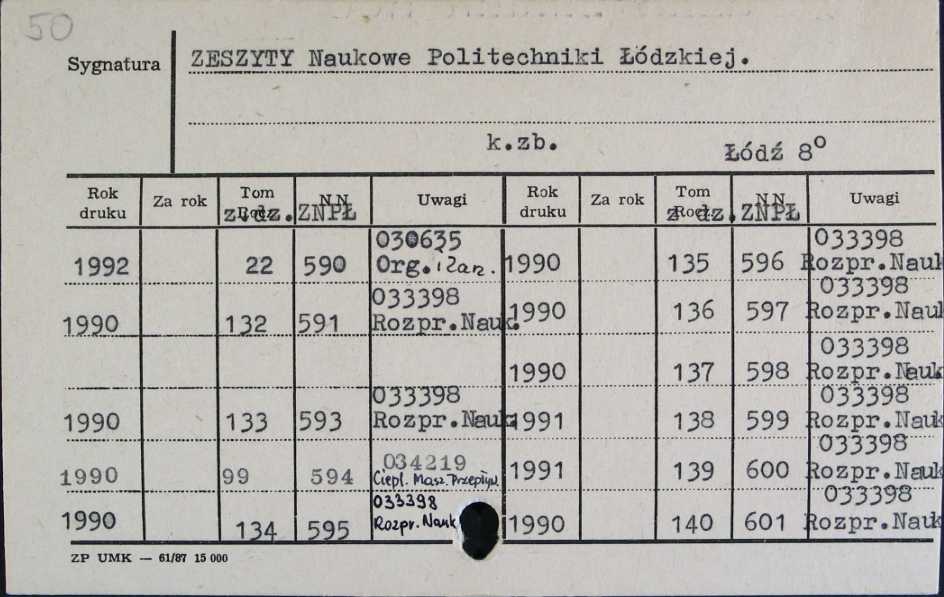 50
Sygnatura
ZESZYTY Naukowe Politechniki Łódzkiej.
k.zb.
Łódź 8o
Rok druku Za rok Tom z. dz. NN ZNPŁ Uwagi Rok druku Za rok Tom Rocz. z. dz. NN ZNPŁ Uwagi
030635 033398
1992 22 590 Org.i Zarz. 1990 135 596 Rozpr.Nauk
033398 033398
1990 132 591 Rozpr.Nauk. 1990 136 597 Rozpr.Nauk
033398
1990 137 598 Rozpr.Nauk.
033398 033398
1990 133 593 Rozpr.Nauk. 1991 138 599 Rozpr.Nauk
034219 033398
1990 99 594 Ciepl. Masz. Przepływ. 1991 139 600 Rozpr.Nauk
033398 033398
1990 134 595 Rozpr. Nauk 1990 140 601 Rozpr.Nauk
ZP UMK — 61/87 15 000